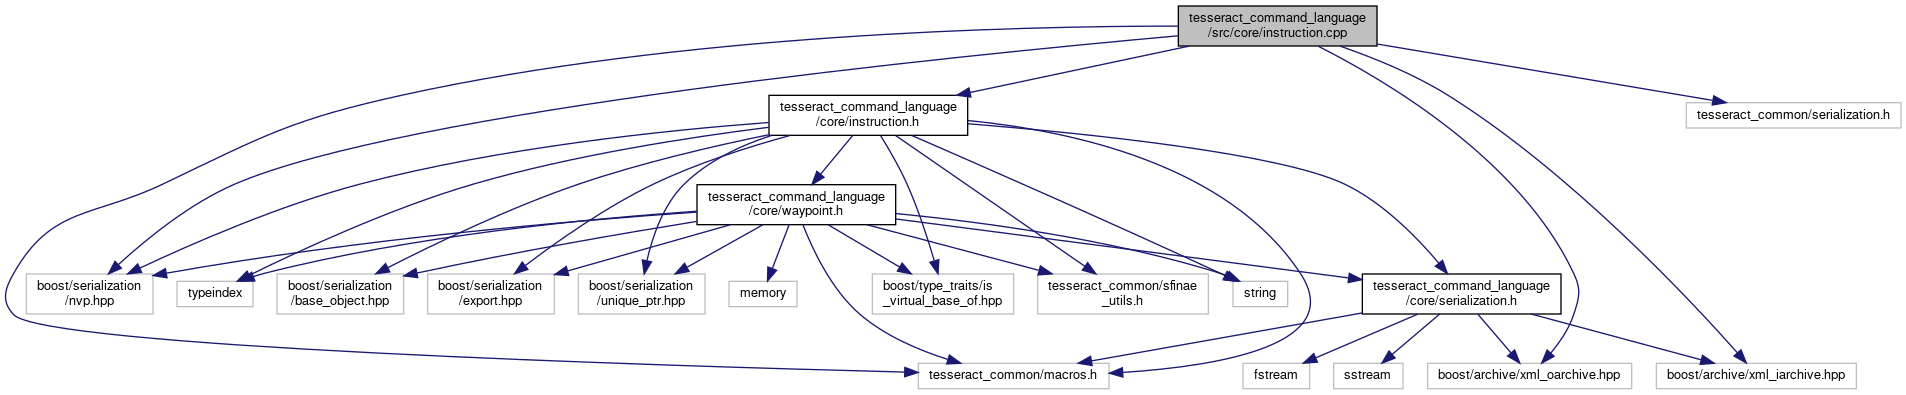 tesseract_command_language
/src/core/instruction.cpp
tesseract_command_language
/core/instruction.h
tesseract_common/serialization.h
tesseract_command_language
/core/waypoint.h
boost/serialization
/nvp.hpp
typeindex
boost/serialization
/base_object.hpp
boost/serialization
/export.hpp
boost/serialization
/unique_ptr.hpp
memory
boost/type_traits/is
_virtual_base_of.hpp
tesseract_common/sfinae
_utils.h
string
tesseract_command_language
/core/serialization.h
tesseract_common/macros.h
fstream
sstream
boost/archive/xml_oarchive.hpp
boost/archive/xml_iarchive.hpp